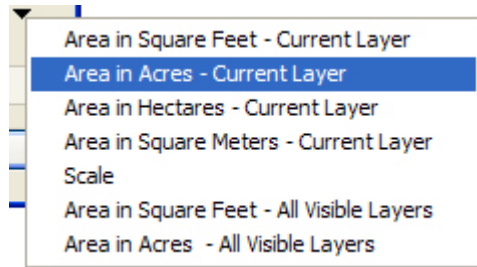 Area in Square Feet - Current Layer
Area in Acres - Current Layer
Area in Hectares - Current Layer
Area in Square Meters - Current Layer
Scale
Area in Square Feet - All Visible Layers
Area in Acres  - All Visible Layers